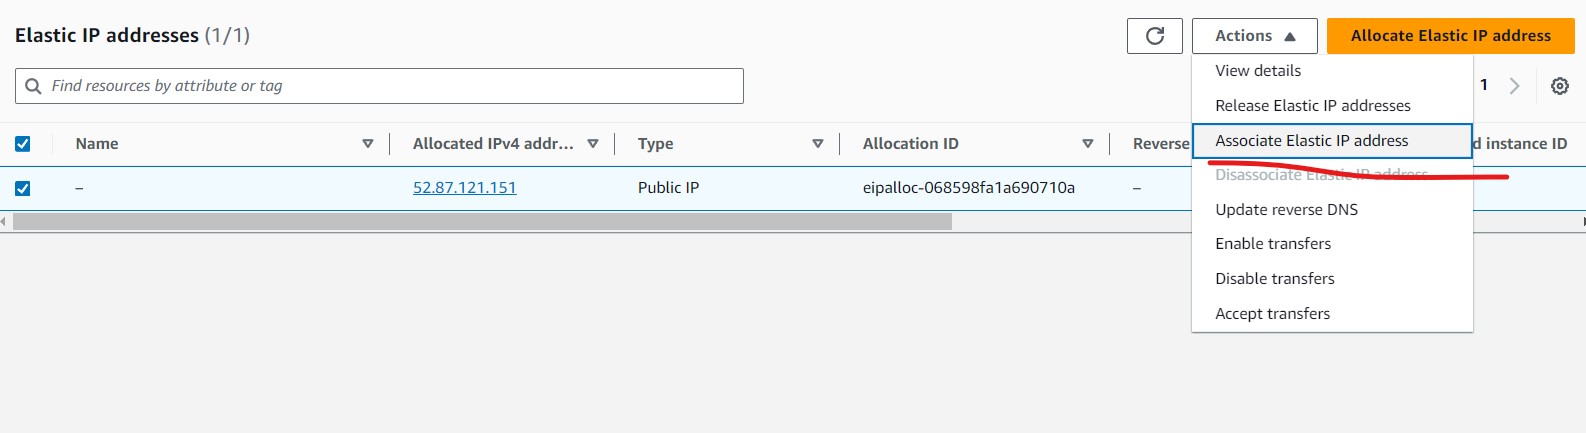 Elastic IP addresses (1/1)
Actions
Allocate Elastic IP address
Find resources by attribute or tag
1
View details
Release Elastic IP addresses
Associate Elastic IP address
Disassociate Elastic IP address
Update reverse DNS
Enable transfers
Disable transfers
Accept transfers
Name Allocated IPv4 addr... Type Allocation ID Reverse d instance ID
– 52.87.121.151 Public IP eipalloc-068598fa1a690710a –